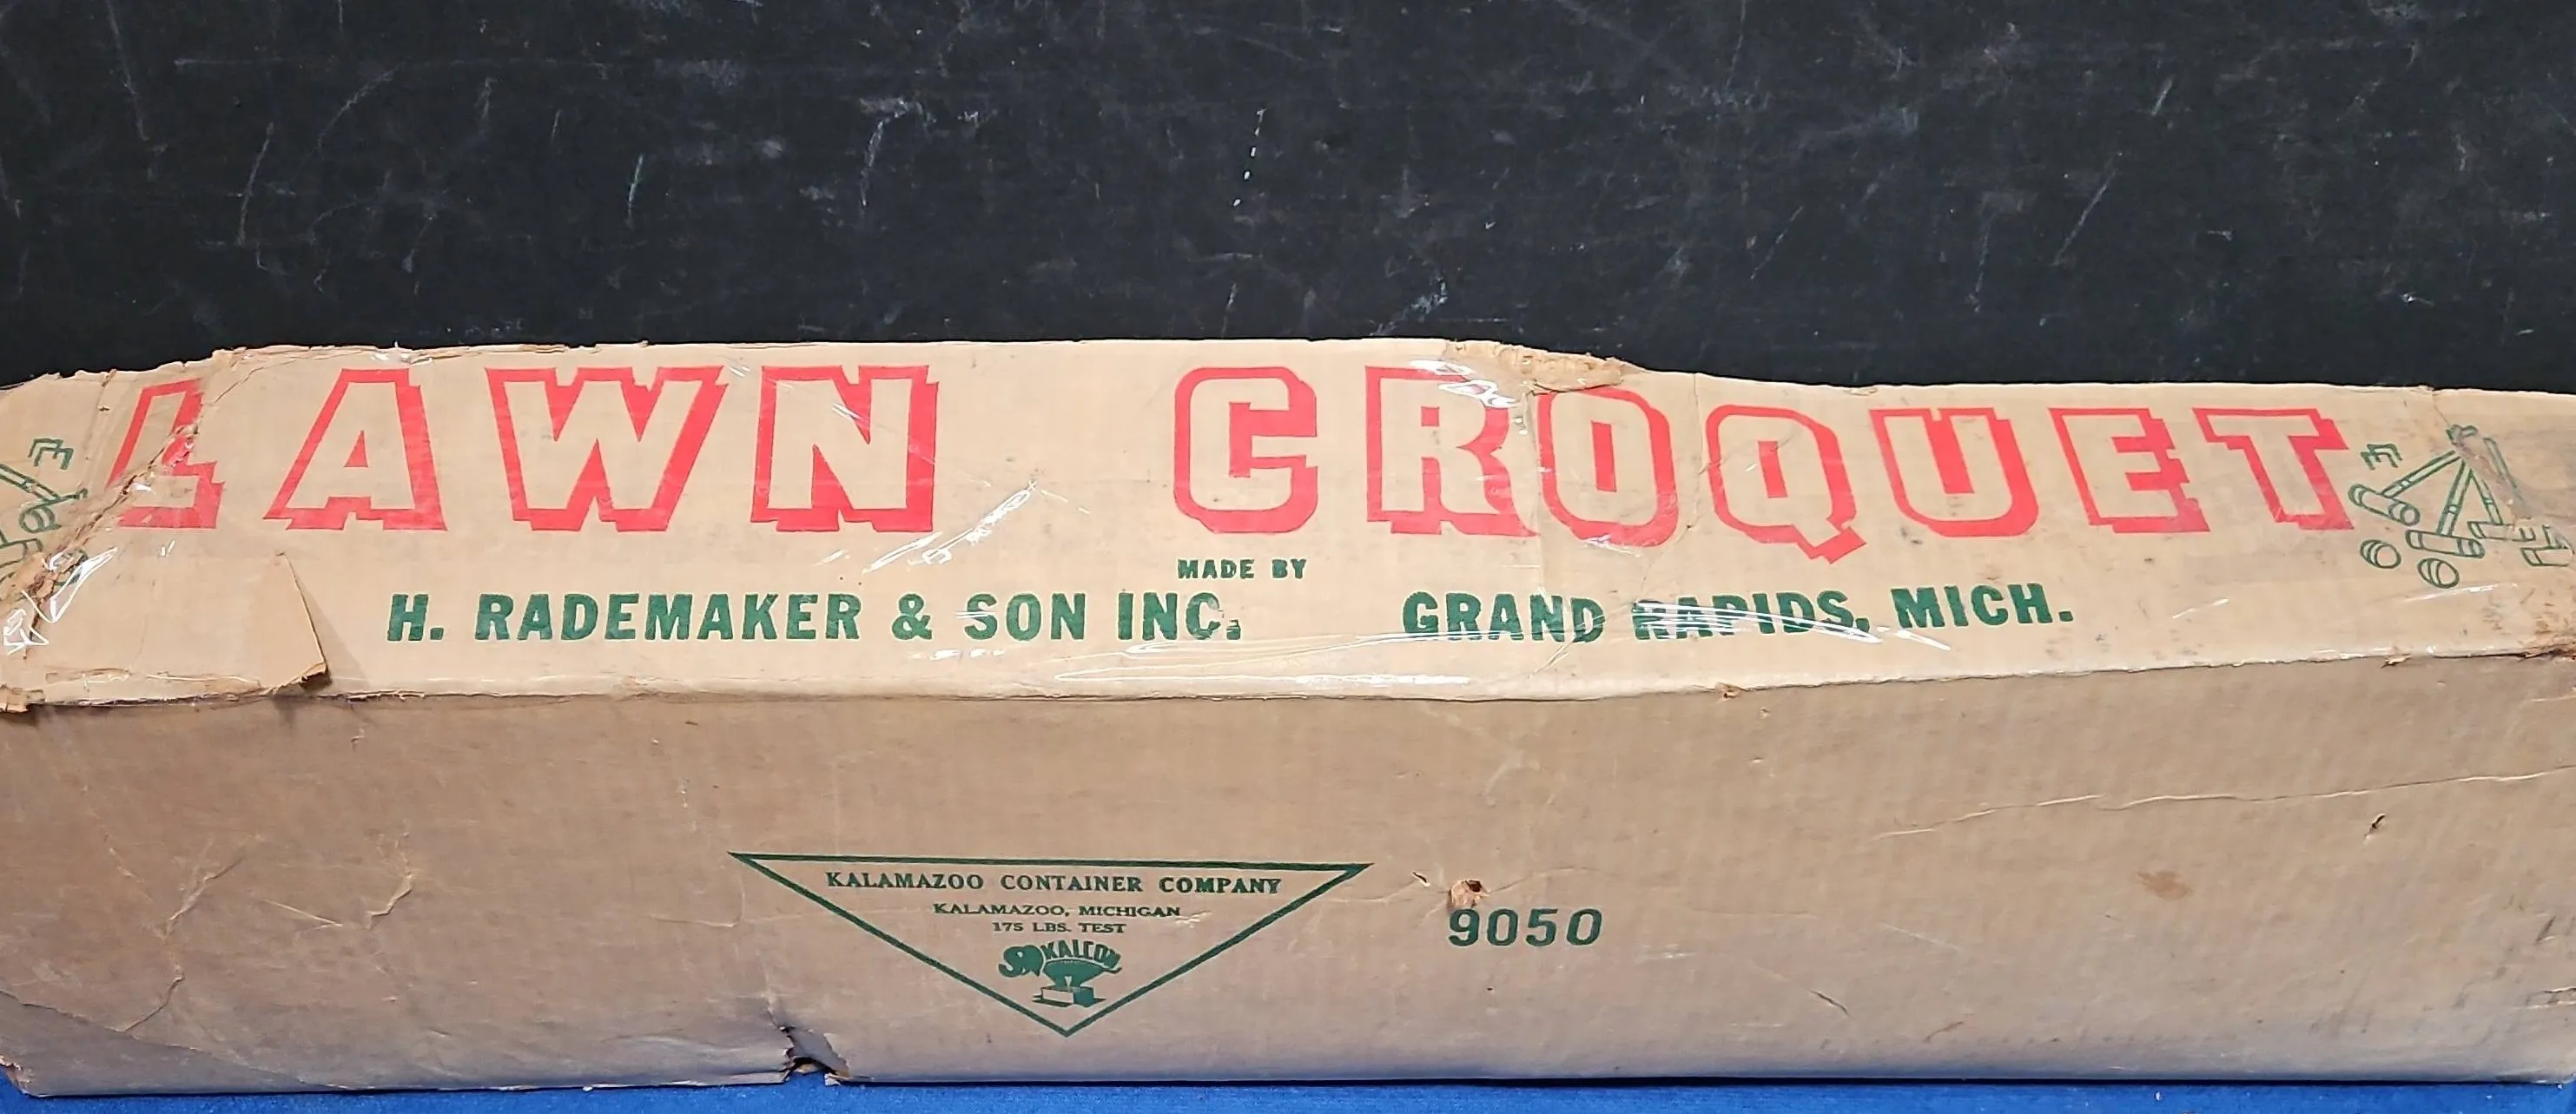 LAWN CROQUET
MADE BY
H. RADEMAKER & SON INC. GRAND RAPIDS, MICH.
KALAMAZOO CONTAINER COMPANY
KALAMAZOO, MICHIGAN
175 LBS. TEST
KALCON
9050